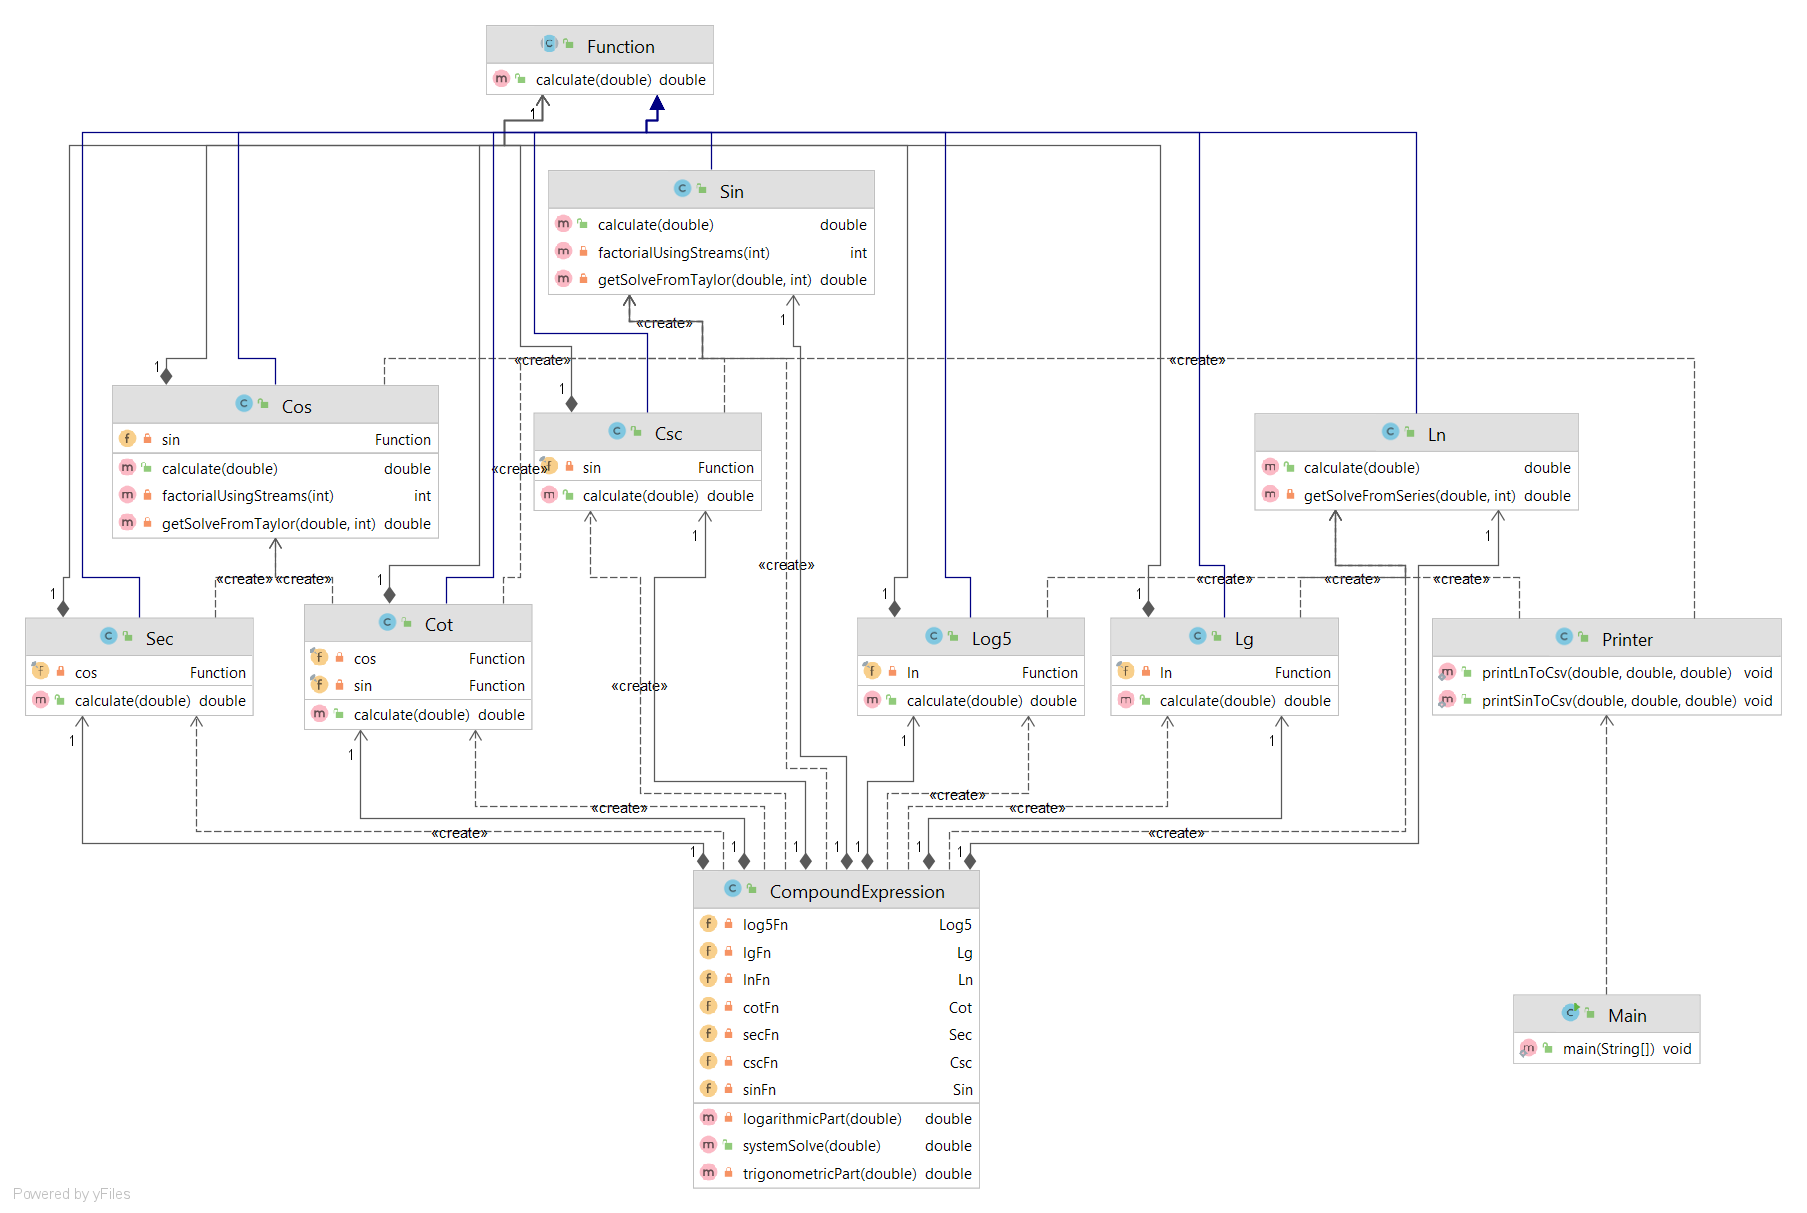 Function
calculate(double) double
1
Sin
calculate(double) double
factorialUsingStreams(int) int
getSolveFromTaylor(double, int) double
«create»
1
1
«create»
«create»
Cos
sin Function
calculate(double) double
factorialUsingStreams(int) int
getSolveFromTaylor(double, int) double
1
Csc
sin Function
calculate(double) double
«create»
Ln
calculate(double) double
getSolveFromSeries(double, int) double
1
1
«create»
«create»
«create»
1
«create»
«create»
«create»
1
1
1
1
Sec
cos Function
calculate(double) double
Cot
cos Function
sin Function
calculate(double) double
Log5
ln Function
calculate(double) double
Lg
ln Function
calculate(double) double
Printer
printLnToCsv(double, double, double) void
printSinToCsv(double, double, double) void
«create»
1
1
1
1
«create»
«create»
«create»
«create»
«create»
1
1
1
1
1
1
1
CompoundExpression
log5Fn Log5
lgFn Lg
lnFn Ln
cotFn Cot
secFn Sec
cscFn Csc
sinFn Sin
logarithmicPart(double) double
systemSolve(double) double
trigonometricPart(double) double
Main
main(String[]) void
Powered by yFiles